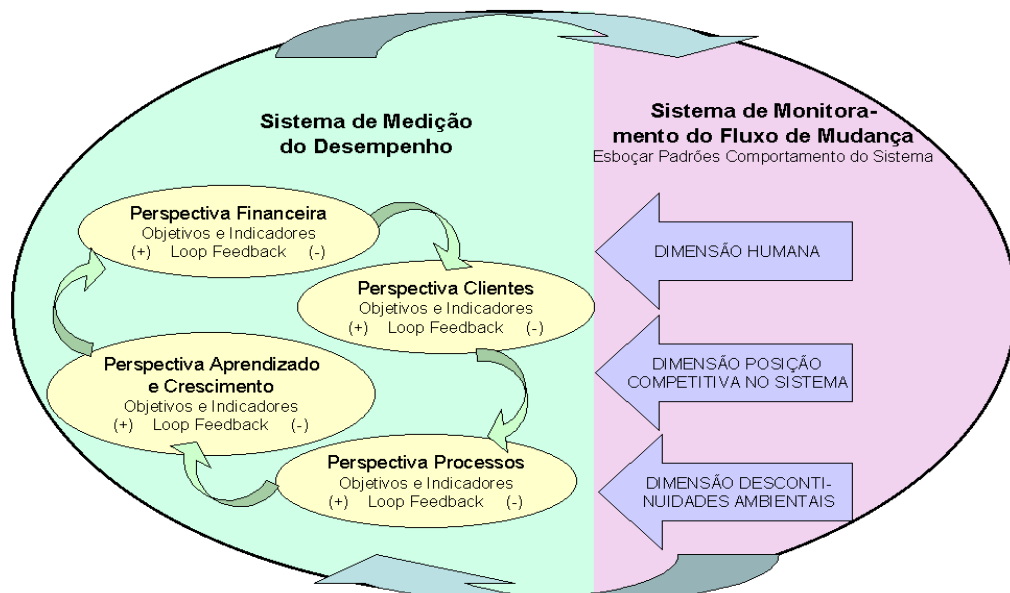 Sistema de Medição
do Desempenho
Perspectiva Financeira
Objetivos e Indicadores
(+) Loop Feedback (-)
Perspectiva Clientes
Objetivos e Indicadores
(+) Loop Feedback (-)
Perspectiva Aprendizado
e Crescimento
Objetivos e Indicadores
(+) Loop Feedback (-)
Perspectiva Processos
Objetivos e Indicadores
(+) Loop Feedback (-)
Sistema de Monitora-
mento do Fluxo de Mudança
Esboçar Padrões Comportamento do Sistema
DIMENSÃO HUMANA
DIMENSÃO POSIÇÃO
COMPETITIVA NO SISTEMA
DIMENSÃO DESCONTI-
NUIDADES AMBIENTAIS